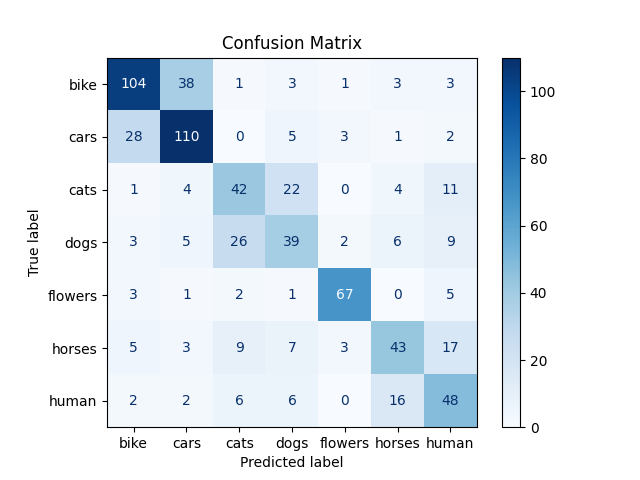 Confusion Matrix
True label
bike 104 38 1 3 1 3 3
cars 28 110 0 5 3 1 2
cats 1 4 42 22 0 4 11
dogs 3 5 26 39 2 6 9
flowers 3 1 2 1 67 0 5
horses 5 3 9 7 3 43 17
human 2 2 6 6 0 16 48
bike cars cats dogs flowers horses human
Predicted label
100
80
60
40
20
0